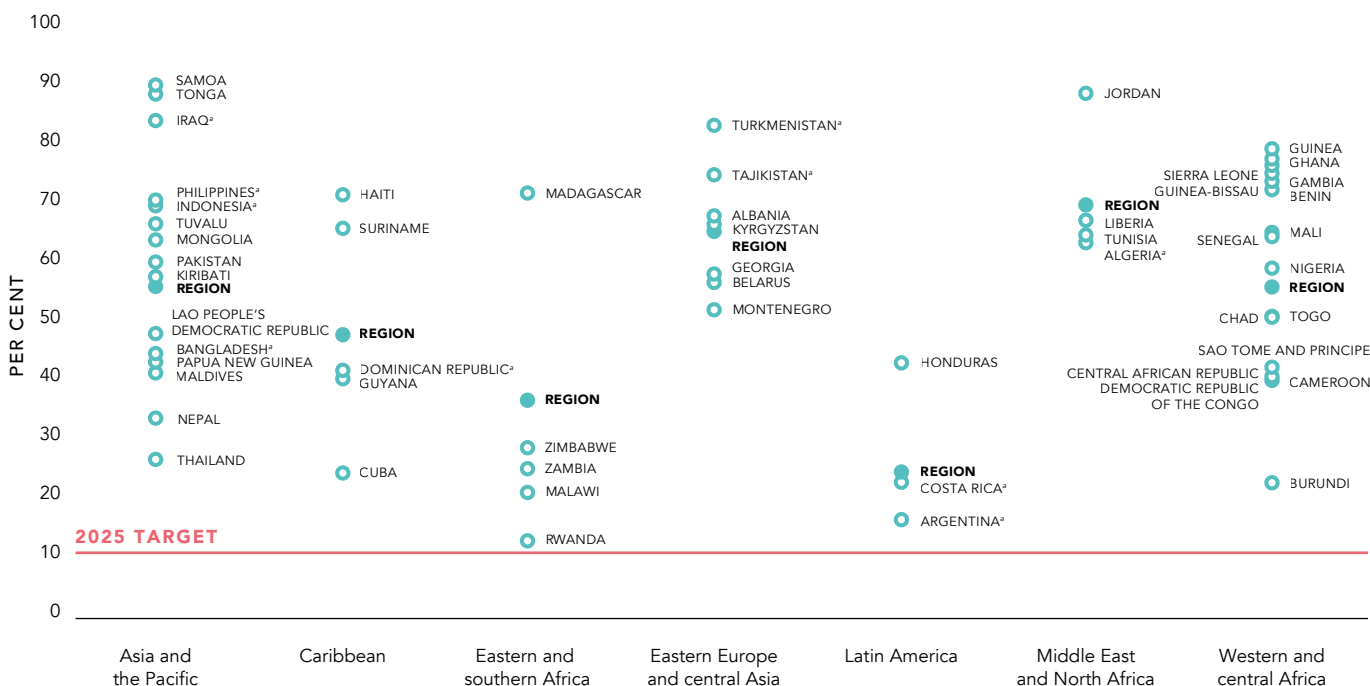 PER CENT
100
90
80
70
60
50
40
30
20
10
0
2025 TARGET
SAMOA
TONGA
IRAQᵃ
PHILIPPINESᵃ
INDONESIAᵃ
TUVALU
MONGOLIA
PAKISTAN
KIRIBATI
REGION
LAO PEOPLE'S
DEMOCRATIC REPUBLIC
BANGLADESHᵃ
PAPUA NEW GUINEA
MALDIVES
NEPAL
THAILAND
HAITI
SURINAME
REGION
DOMINICAN REPUBLICᵃ
GUYANA
CUBA
MADAGASCAR
REGION
ZIMBABWE
ZAMBIA
MALAWI
RWANDA
TURKMENISTANᵃ
TAJIKISTANᵃ
ALBANIA
KYRGYZSTAN
REGION
GEORGIA
BELARUS
MONTENEGRO
HONDURAS
REGION
COSTA RICAᵃ
ARGENTINAᵃ
JORDAN
REGION
LIBERIA
TUNISIA
ALGERIAᵃ
GUINEA
GHANA
SIERRA LEONE
GAMBIA
GUINEA-BISSAU
BENIN
MALI
SENEGAL
NIGERIA
REGION
CHAD
TOGO
SAO TOME AND PRINCIPE
CENTRAL AFRICAN REPUBLIC
CAMEROON
DEMOCRATIC REPUBLIC
OF THE CONGO
BURUNDI
Asia and
the Pacific
Caribbean
Eastern and
southern Africa
Eastern Europe
and central Asia
Latin America
Middle East
and North Africa
Western and
central Africa